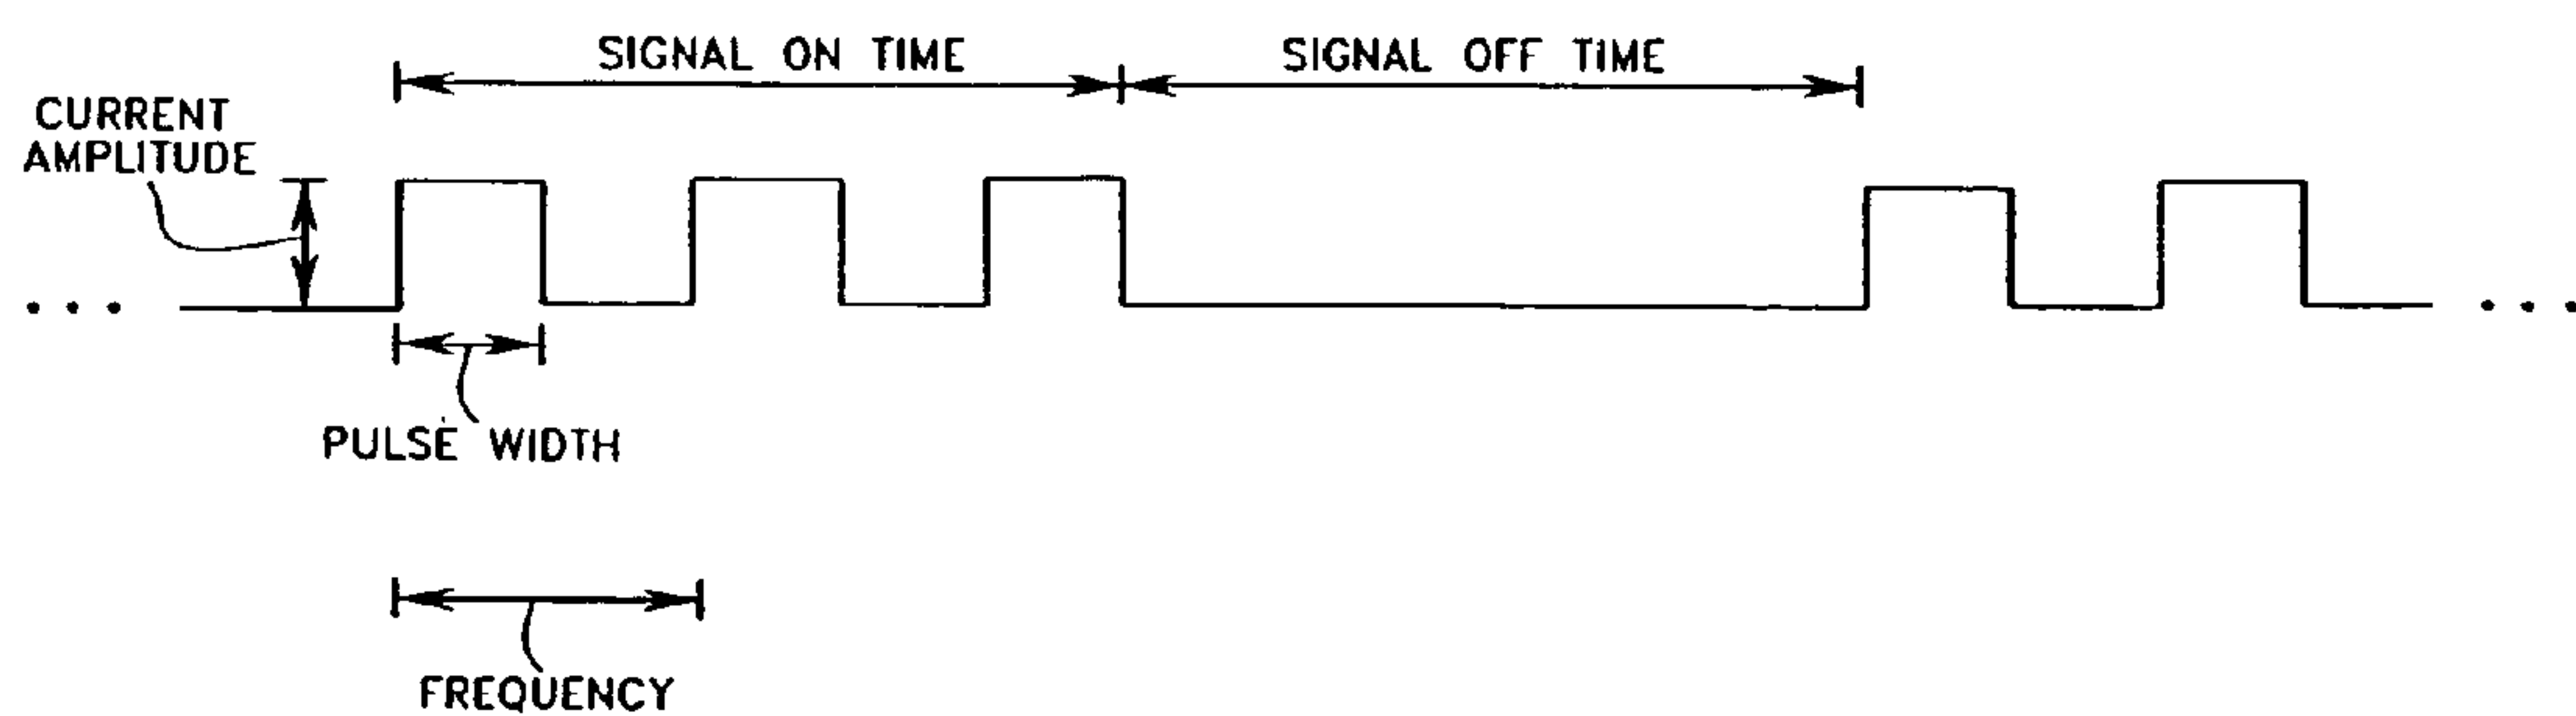 SIGNAL ON TIME
SIGNAL OFF TIME
CURRENT
AMPLITUDE
PULSE WIDTH
FREQUENCY